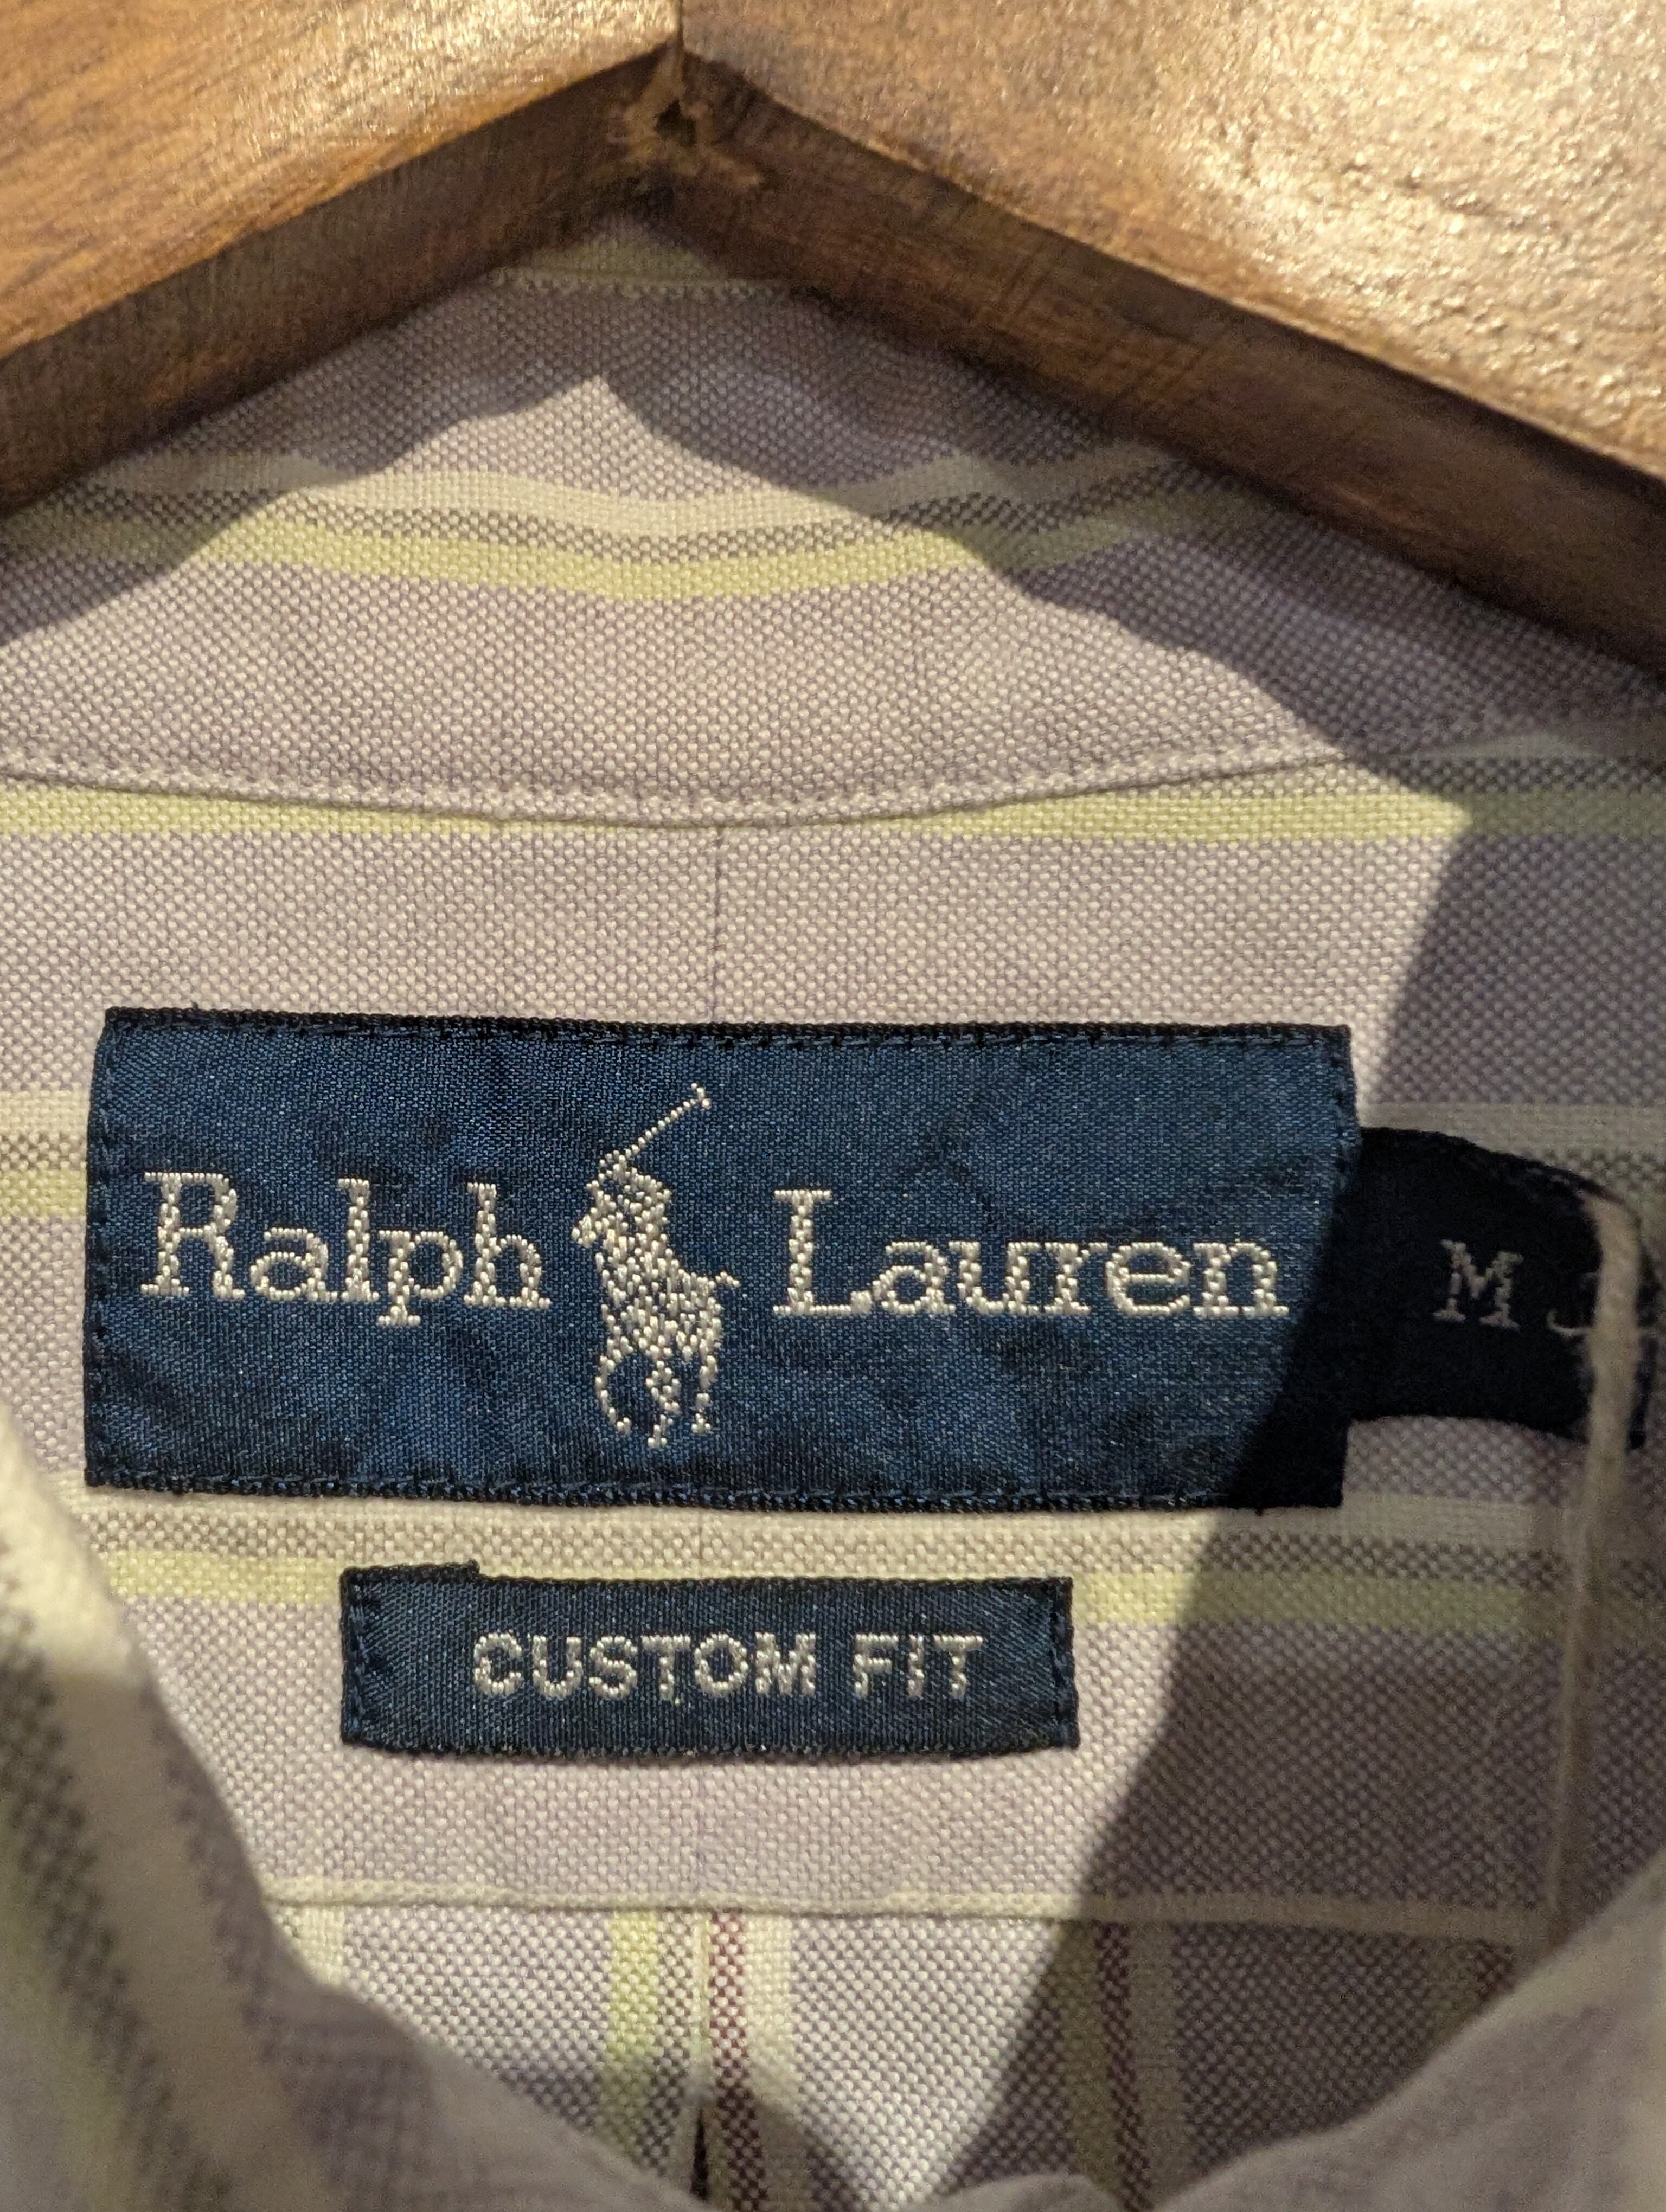 Ralph Lauren
M
CUSTOM FIT